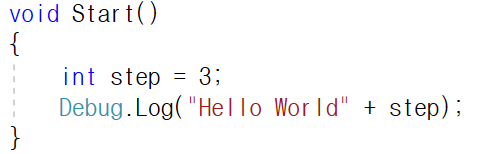 void Start()
{
    int step = 3;
    Debug.Log("Hello World" + step);
}